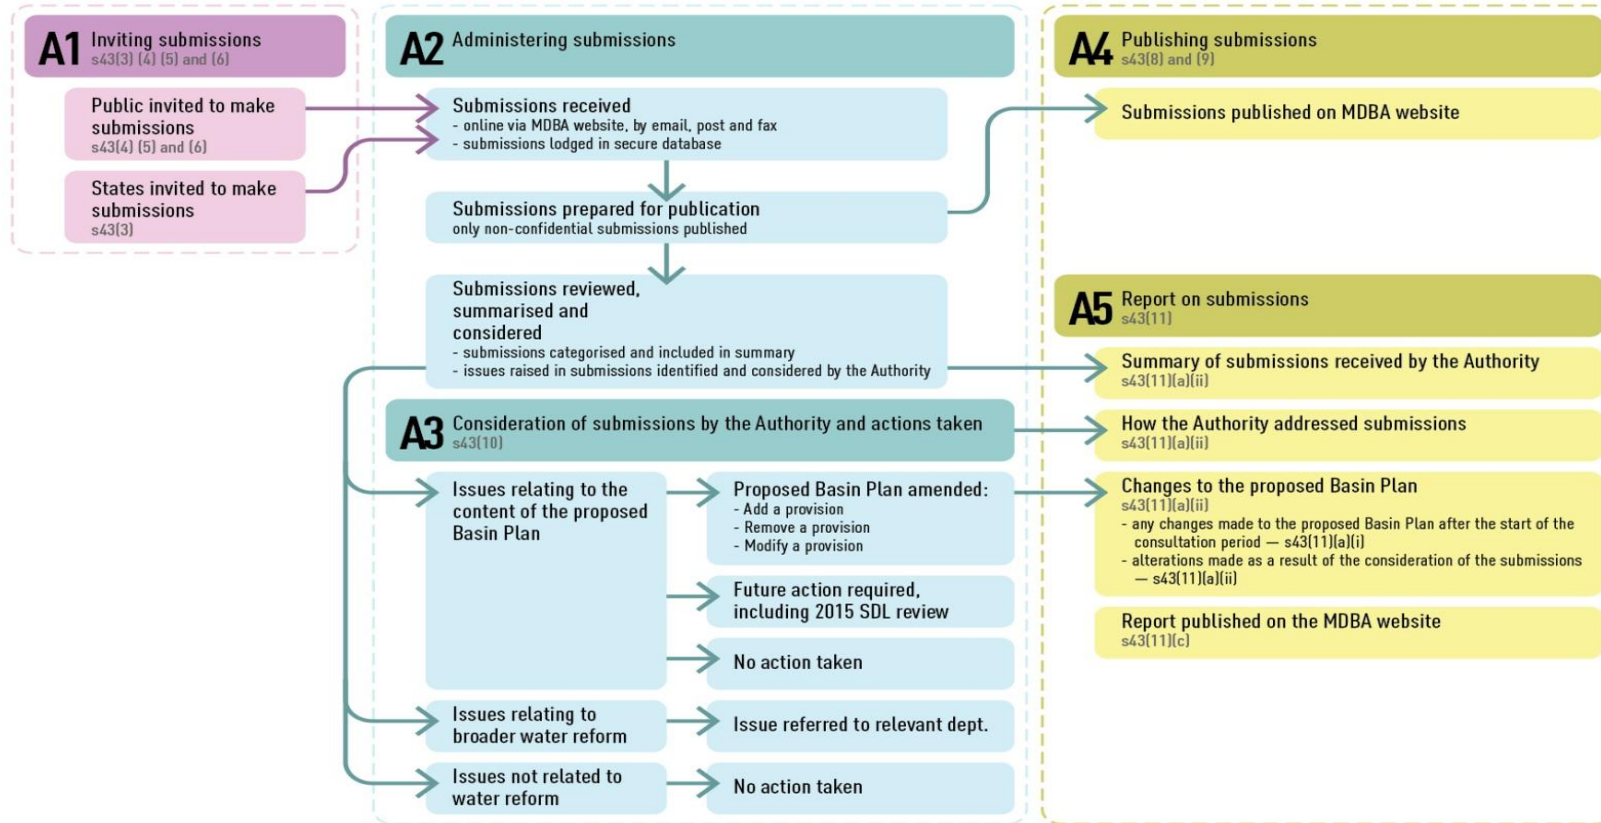 A1 Inviting submissions
s43(3) (4) (5) and (6)
Public invited to make
submissions
s43(4) (5) and (6)
States invited to make
submissions
s43(3)
A2 Administering submissions
Submissions received
- online via MDBA website, by email, post and fax
- submissions lodged in secure database
Submissions prepared for publication
only non-confidential submissions published
Submissions reviewed,
summarised and
considered
- submissions categorised and included in summary
- issues raised in submissions identified and considered by the Authority
A3 Consideration of submissions by the Authority and actions taken
s43(10)
Issues relating to the
content of the proposed
Basin Plan
Proposed Basin Plan amended:
- Add a provision
- Remove a provision
- Modify a provision
Future action required,
including 2015 SDL review
No action taken
Issues relating to
broader water reform
Issue referred to relevant dept.
Issues not related to
water reform
No action taken
A4 Publishing submissions
s43(8) and (9)
Submissions published on MDBA website
A5 Report on submissions
s43(11)
Summary of submissions received by the Authority
s43(11)(a)(ii)
How the Authority addressed submissions
s43(11)(a)(ii)
Changes to the proposed Basin Plan
s43(11)(a)(ii)
- any changes made to the proposed Basin Plan after the start of the
consultation period — s43(11)(a)(i)
- alterations made as a result of the consideration of the submissions
— s43(11)(a)(ii)
Report published on the MDBA website
s43(11)(c)